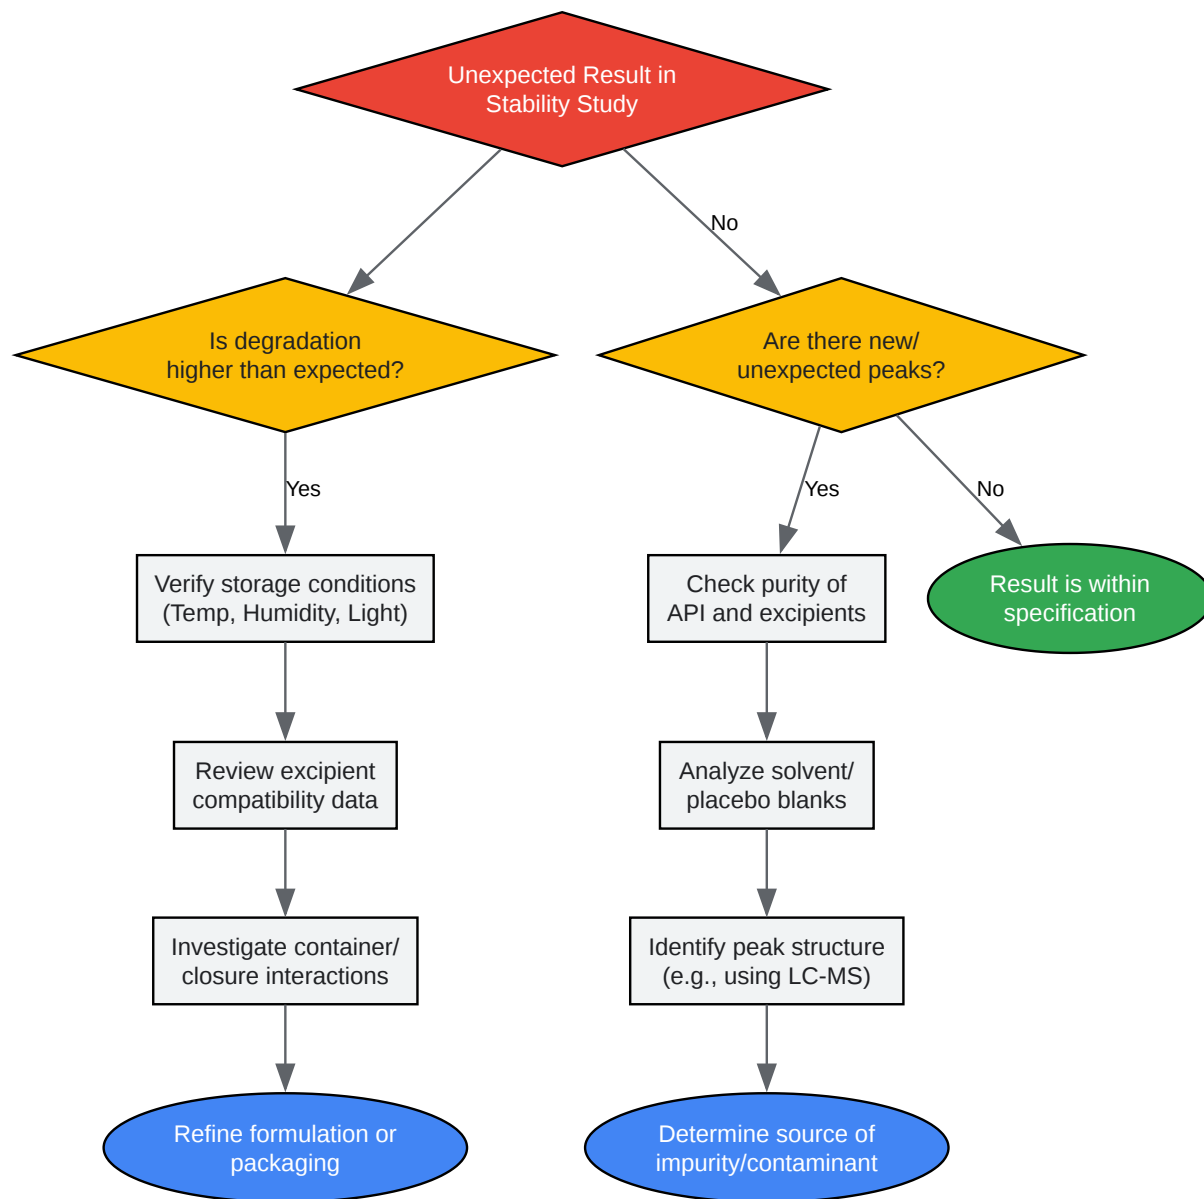 Unexpected Result in
Stability Study
No
Is degradation
higher than expected?
Are there new/
unexpected peaks?
Yes
Yes
No
Verify storage conditions
(Temp, Humidity, Light)
Check purity of
API and excipients
Result is within
specification
Review excipient
compatibility data
Analyze solvent/
placebo blanks
Investigate container/
closure interactions
Identify peak structure
(e.g., using LC-MS)
Refine formulation or
packaging
Determine source of
impurity/contaminant